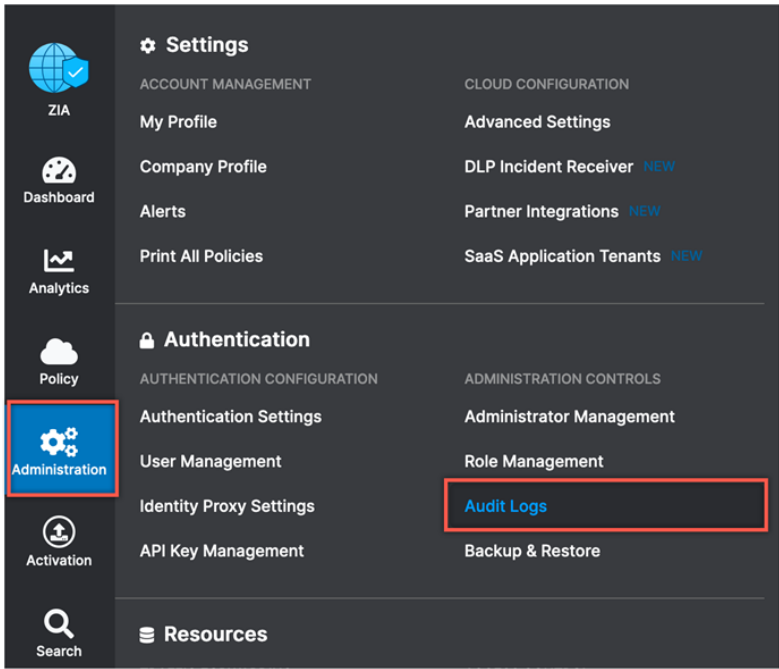 ZIA
Dashboard
Analytics
Policy
Administration
Activation
Search
Settings
ACCOUNT MANAGEMENT
My Profile
Company Profile
Alerts
Print All Policies
CLOUD CONFIGURATION
Advanced Settings
DLP Incident Receiver NEW
Partner Integrations NEW
SaaS Application Tenants NEW
Authentication
AUTHENTICATION CONFIGURATION
Authentication Settings
User Management
Identity Proxy Settings
API Key Management
ADMINISTRATION CONTROLS
Administrator Management
Role Management
Audit Logs
Backup & Restore
Resources